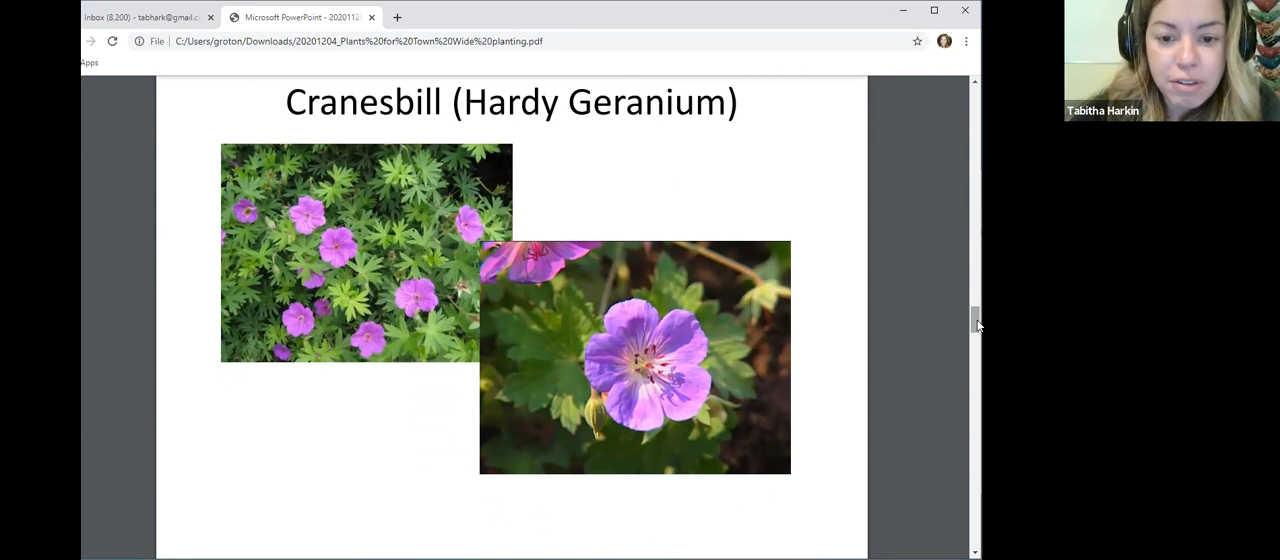 Inbox (8,200) - tabhark@gmail.c
Microsoft PowerPoint - 2020112
File
C:/Users/groton/Downloads/20201204_Plants%20for%20Town%20Wide%20planting.pdf
Apps
Cranesbill (Hardy Geranium)
Tabitha Harkin